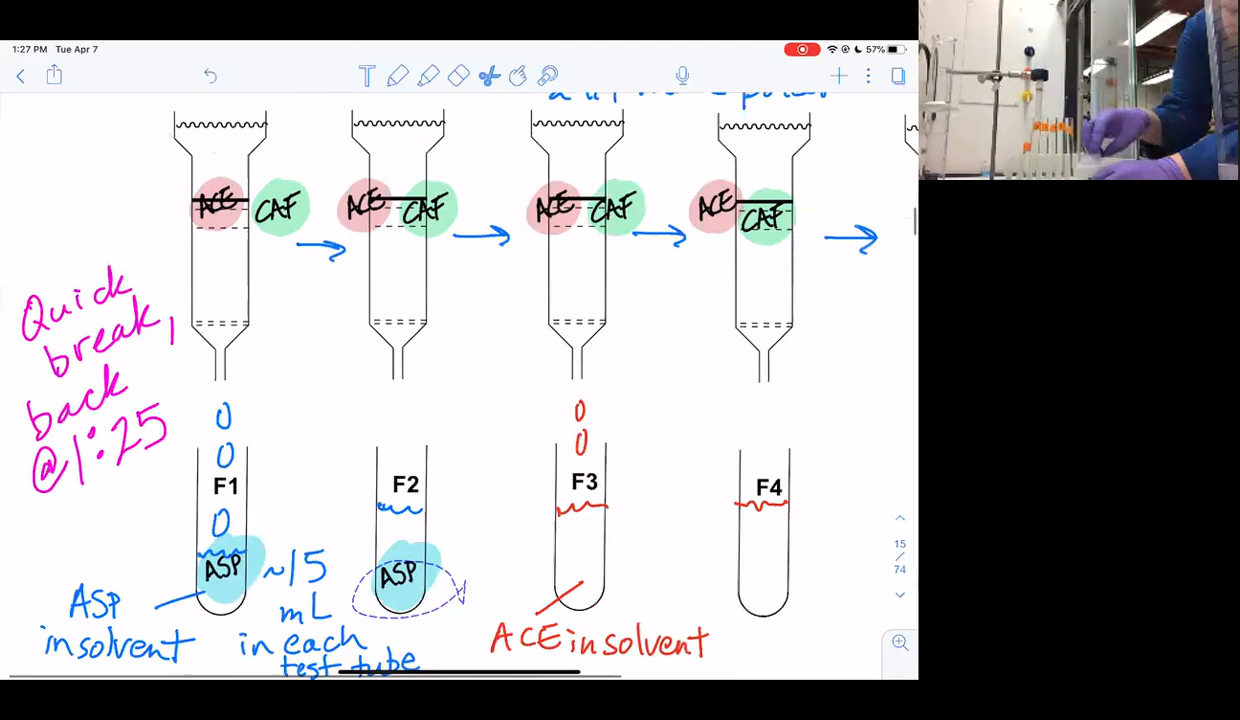 1:27 PM Tue Apr 7
57%
T
ACE CAF
ACE CAF
ACE CAF
ACE CAF
Quick
break,
back
@1:25
F1
F2
F3
F4
ASP
ASP
~15
mL
in each
test tube
ASP
in solvent
ACE in solvent
15
/
74